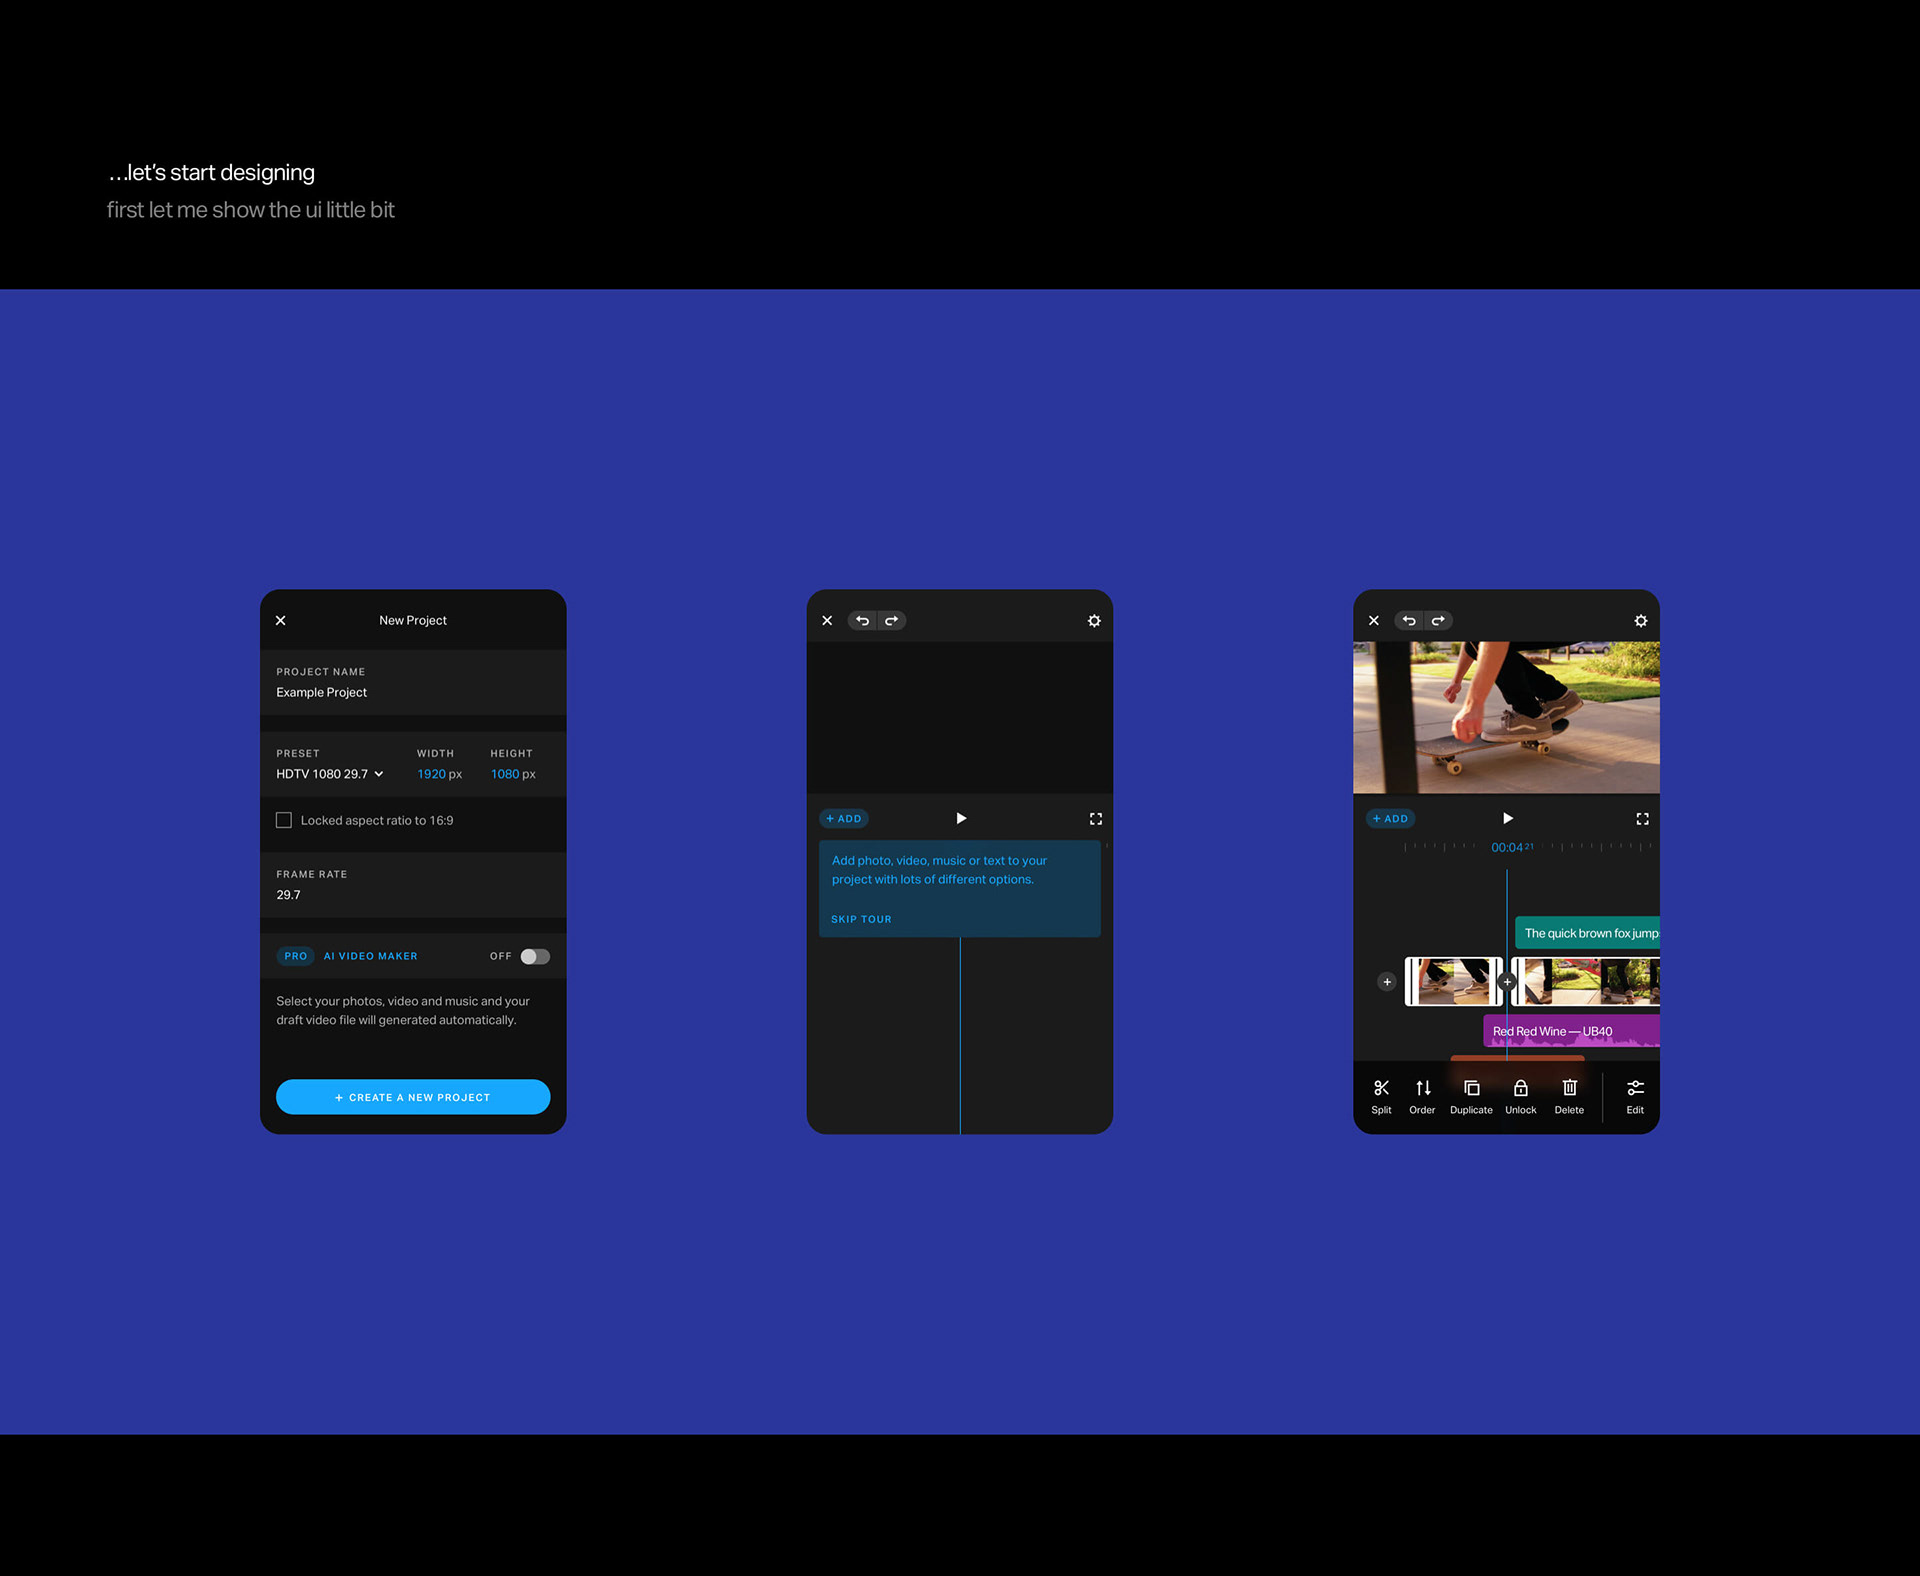 …let's start designing
first let me show the ui little bit
New Project
PROJECT NAME
Example Project
PRESET WIDTH HEIGHT
HDTV 1080 29.7 1920 px 1080 px
Locked aspect ratio to 16:9
FRAME RATE
29.7
PRO AI VIDEO MAKER OFF
Select your photos, video and music and your
draft video file will generated automatically.
+ CREATE A NEW PROJECT
+ ADD
Add photo, video, music or text to your
project with lots of different options.
SKIP TOUR
+ ADD
00:04 21
The quick brown fox jump
Red Red Wine — UB40
Split Order Duplicate Unlock Delete Edit